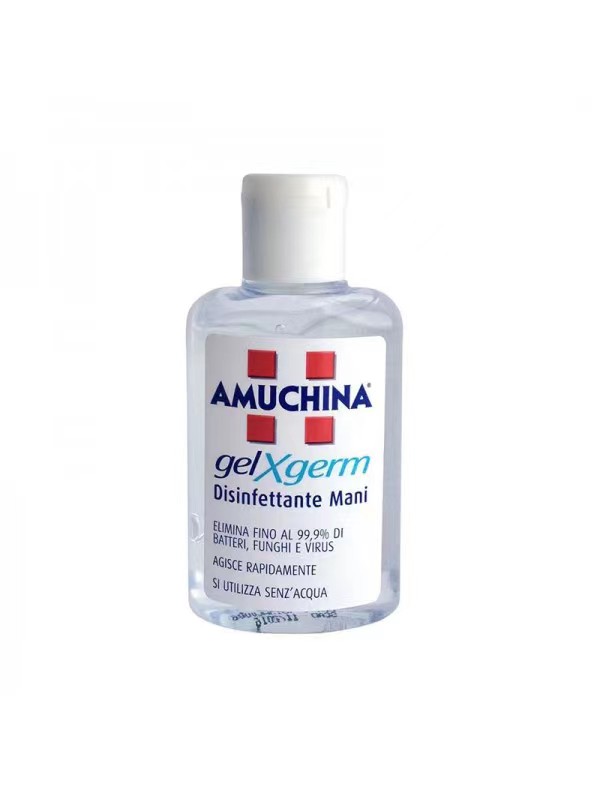 AMUCHINA®
gelXgerm
Disinfettante Mani
ELIMINA FINO AL 99,9% DI
BATTERI, FUNGHI E VIRUS
AGISCE RAPIDAMENTE
SI UTILIZZA SENZ'ACQUA